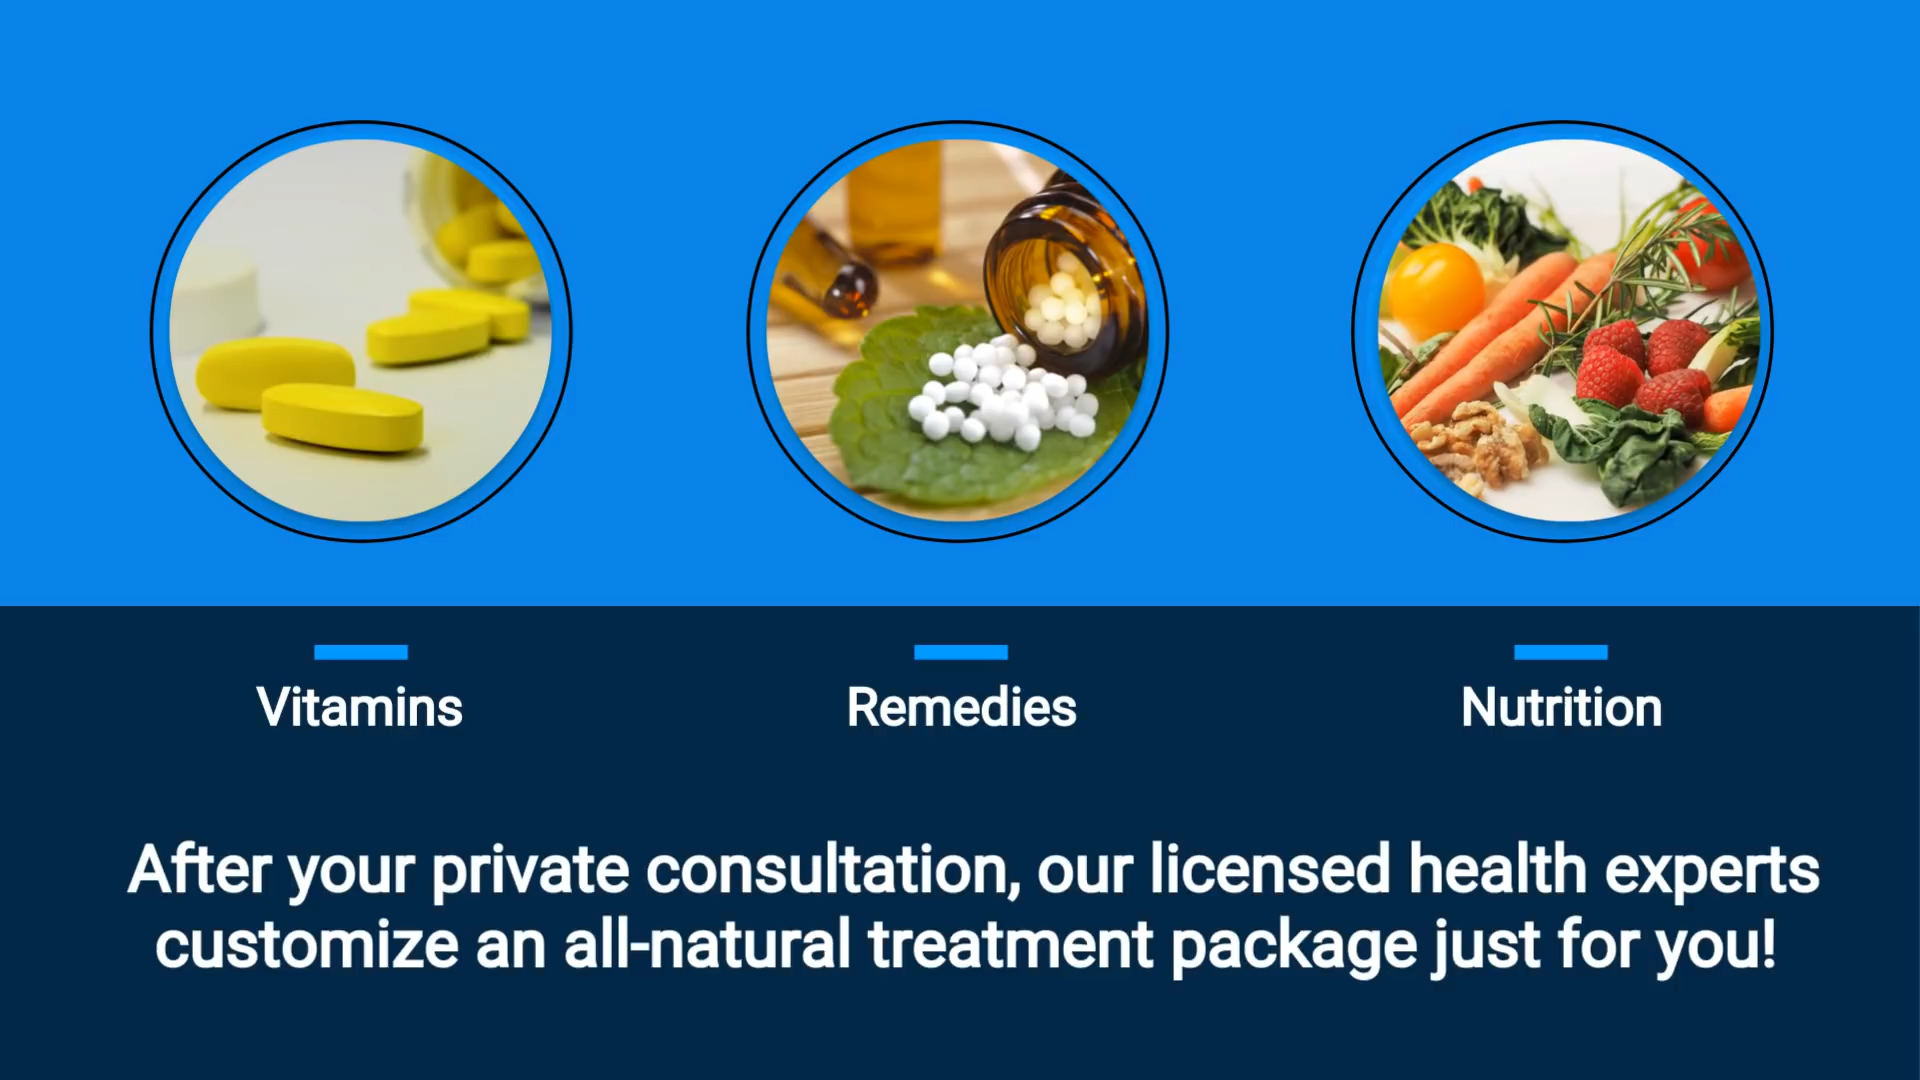 Vitamins
Remedies
Nutrition
After your private consultation, our licensed health experts
customize an all-natural treatment package just for you!